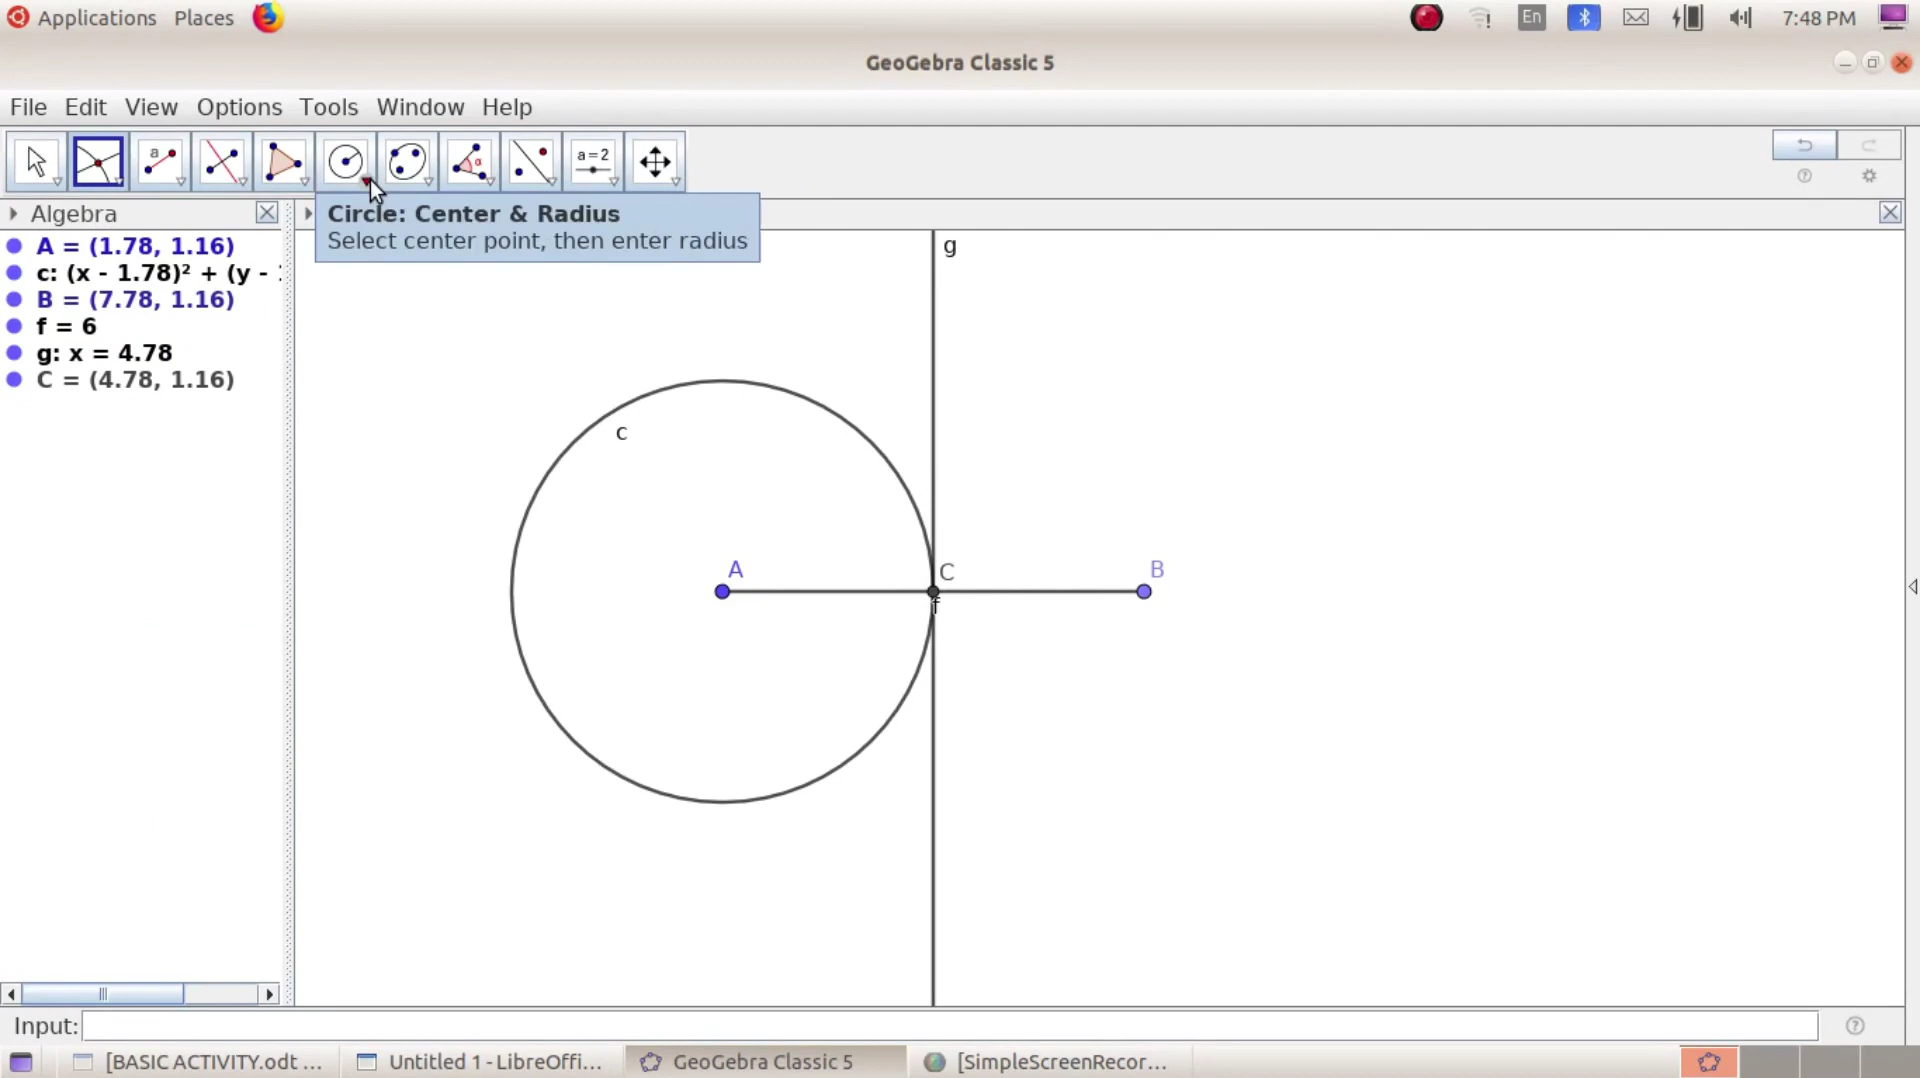 Applications Places En 7:48 PM
GeoGebra Classic 5
File Edit View Options Tools Window Help
a α a=2
Algebra
Circle: Center & Radius
Select center point, then enter radius
A = (1.78, 1.16)
c: (x - 1.78)² + (y -
B = (7.78, 1.16)
f = 6
g: x = 4.78
C = (4.78, 1.16)
g
c
A
C
B
f
Input:
[BASIC ACTIVITY.odt ... Untitled 1 - LibreOffi... GeoGebra Classic 5 [SimpleScreenRecor...